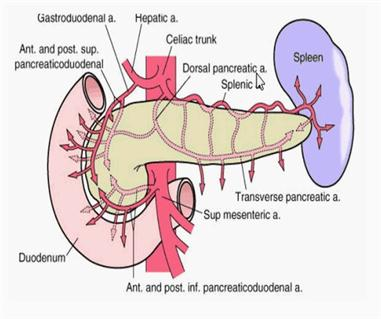 Gastroduodenal a.
Hepatic a.
Celiac trunk
Ant. and post. sup.
pancreaticoduodenal
Dorsal pancreatic a.
Splenic
Spleen
Transverse pancreatic a.
Sup mesenteric a.
Duodenum
Ant. and post. inf. pancreaticoduodenal a.